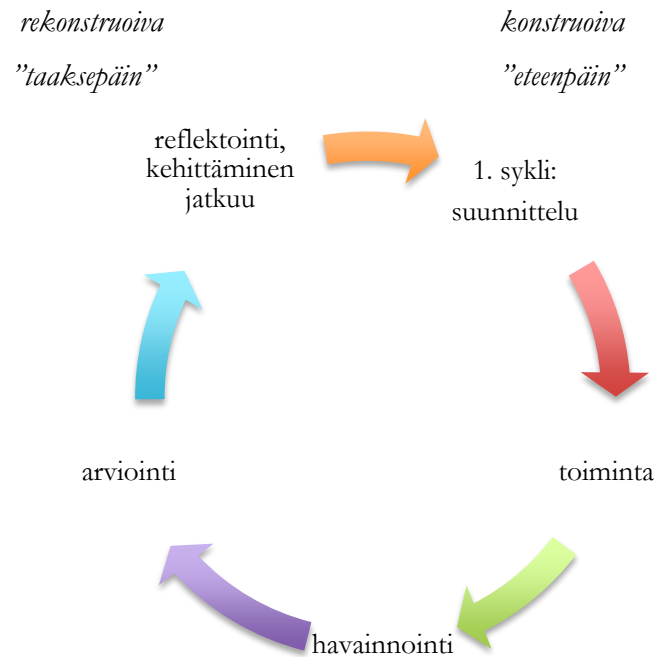 rekonstruoiva
”taaksepäin”
konstruoiva
”eteenpäin”
reflektointi,
kehittäminen
jatkuu
1. sykli:
suunnittelu
arviointi
toiminta
havainnointi